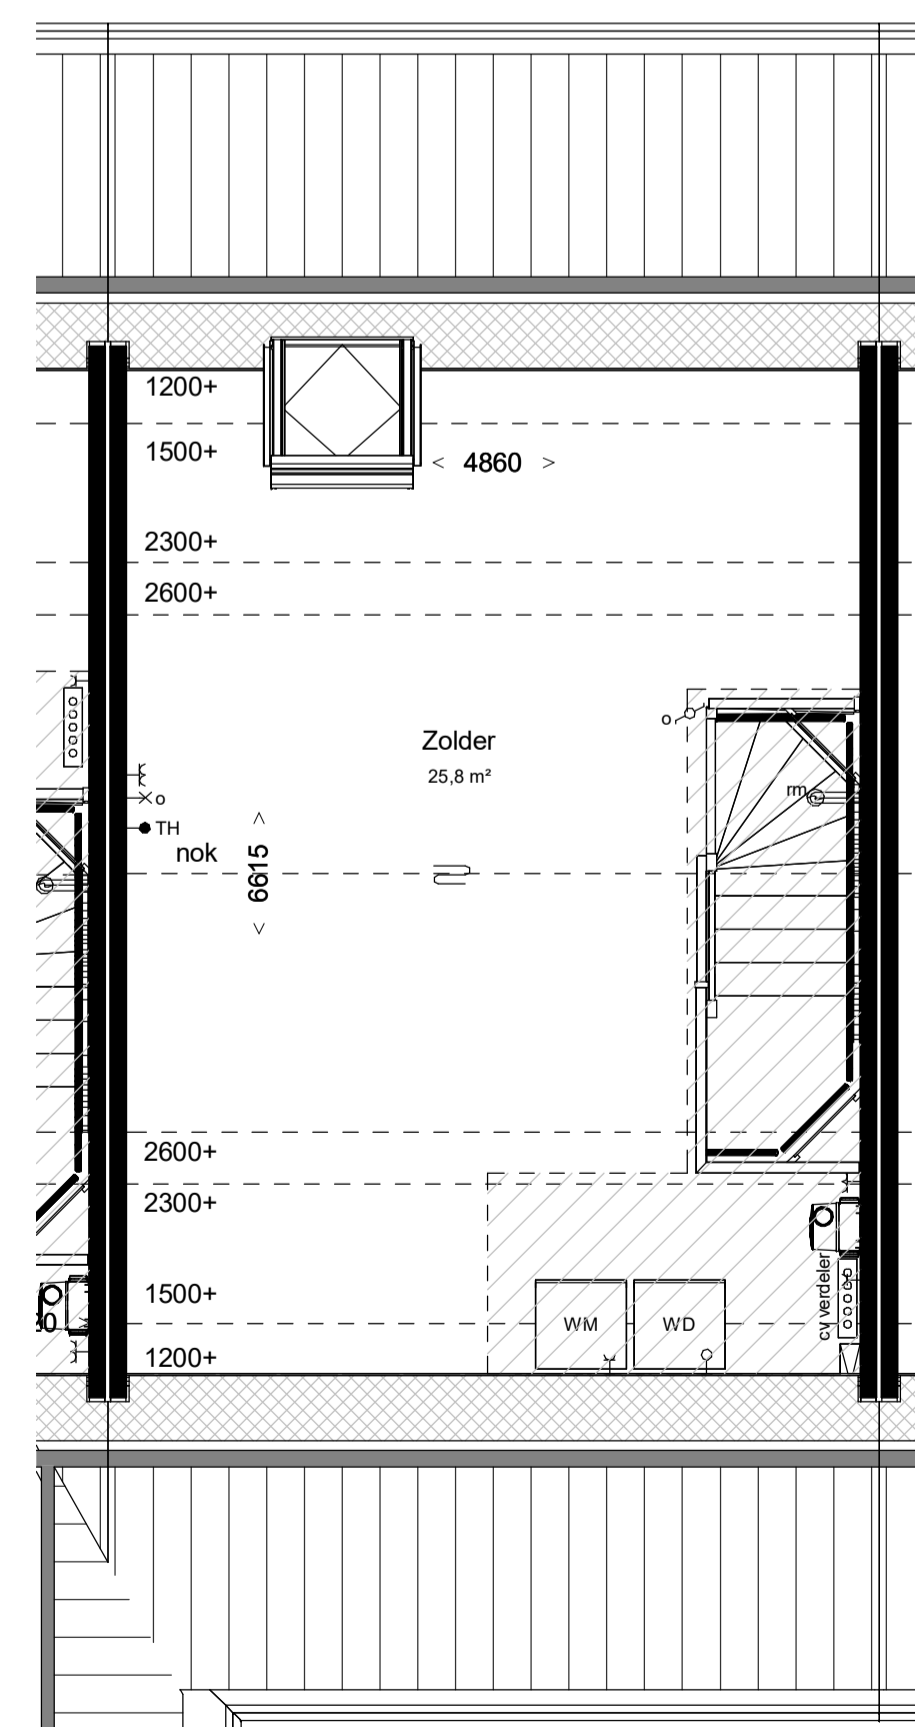 1200+
1500+
< 4860 >
2300+
2600+
Zolder
25,8 m²
o
rm
o
TH
nok
< 6615 >
2600+
2300+
1500+
1200+
WM
WD
cv verdeler